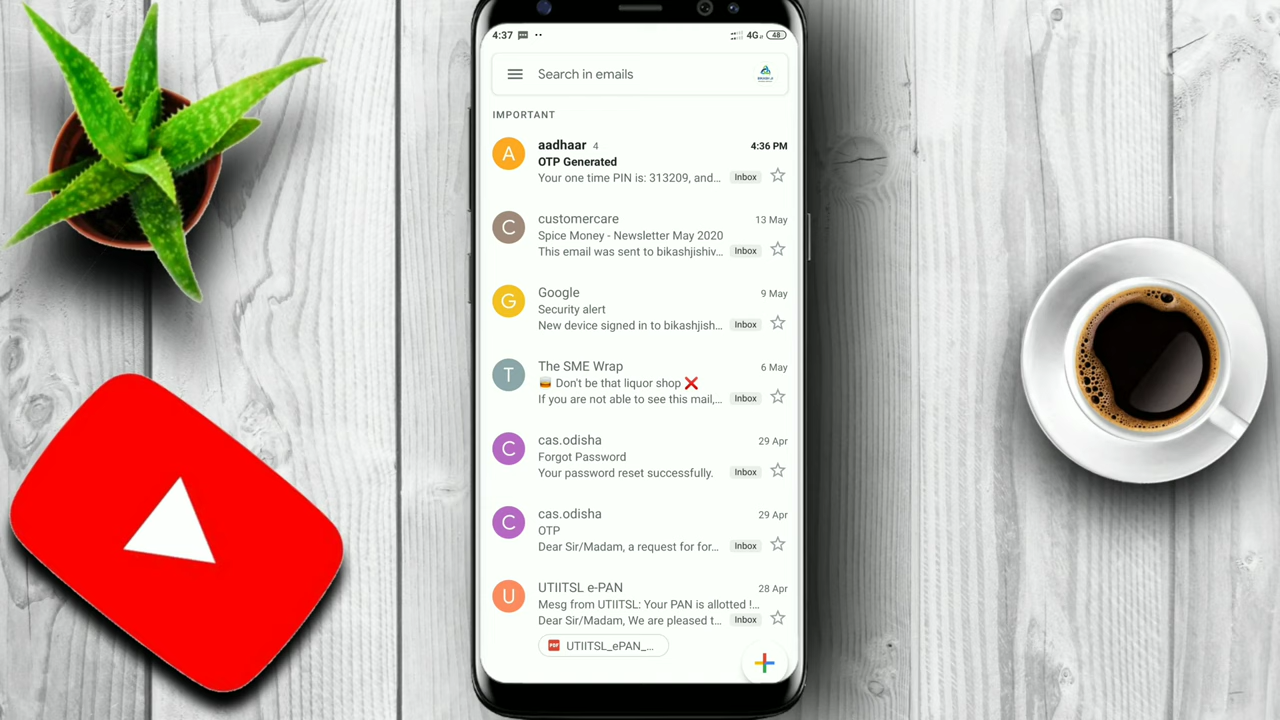 4:37
4G
48
Search in emails
IMPORTANT
A
aadhaar 4
4:36 PM
OTP Generated
Your one time PIN is: 313209, and...
Inbox
C
customercare
13 May
Spice Money - Newsletter May 2020
This email was sent to bikashjishiv...
Inbox
G
Google
9 May
Security alert
New device signed in to bikashjish...
Inbox
T
The SME Wrap
6 May
🥃 Don't be that liquor shop ❌
If you are not able to see this mail,...
Inbox
C
cas.odisha
29 Apr
Forgot Password
Your password reset successfully.
Inbox
C
cas.odisha
29 Apr
OTP
Dear Sir/Madam, a request for for...
Inbox
U
UTIITSL e-PAN
28 Apr
Mesg from UTIITSL: Your PAN is allotted !...
Dear Sir/Madam, We are pleased t...
Inbox
PDF
UTIITSL_ePAN_...